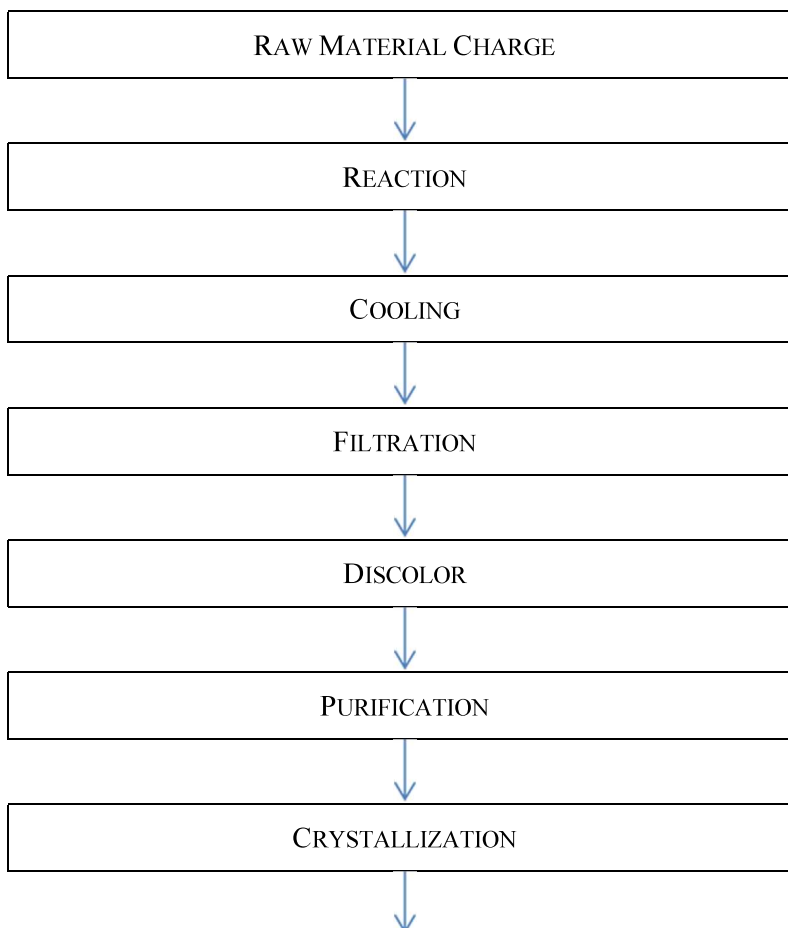 RAW MATERIAL CHARGE
REACTION
COOLING
FILTRATION
DISCOLOR
PURIFICATION
CRYSTALLIZATION